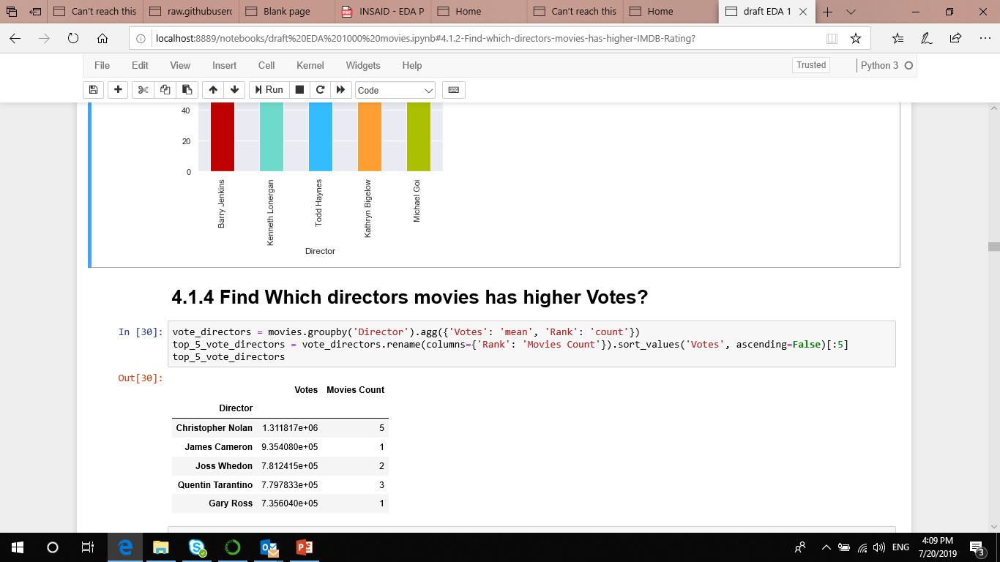 Can't reach this
raw.githubuserc
Blank page
INSAID - EDA P
Home
Can't reach this
Home
draft EDA 1
localhost:8889/notebooks/draft%20EDA%201000%20movies.ipynb#4.1.2-Find-which-directors-movies-has-higher-IMDB-Rating?
File Edit View Insert Cell Kernel Widgets Help Trusted Python 3
Run Code
40
20
0
Barry Jenkins
Kenneth Lonergan
Todd Haynes
Kathryn Bigelow
Michael Goi
Director
4.1.4 Find Which directors movies has higher Votes?
In [30]: vote_directors = movies.groupby('Director').agg({'Votes': 'mean', 'Rank': 'count'})
top_5_vote_directors = vote_directors.rename(columns={'Rank': 'Movies Count'}).sort_values('Votes', ascending=False)[:5]
top_5_vote_directors
Out[30]:
Votes Movies Count
Director
Christopher Nolan 1.311817e+06 5
James Cameron 9.354080e+05 1
Joss Whedon 7.812415e+05 2
Quentin Tarantino 7.797833e+05 3
Gary Ross 7.356040e+05 1
ENG
4:09 PM
7/20/2019
3